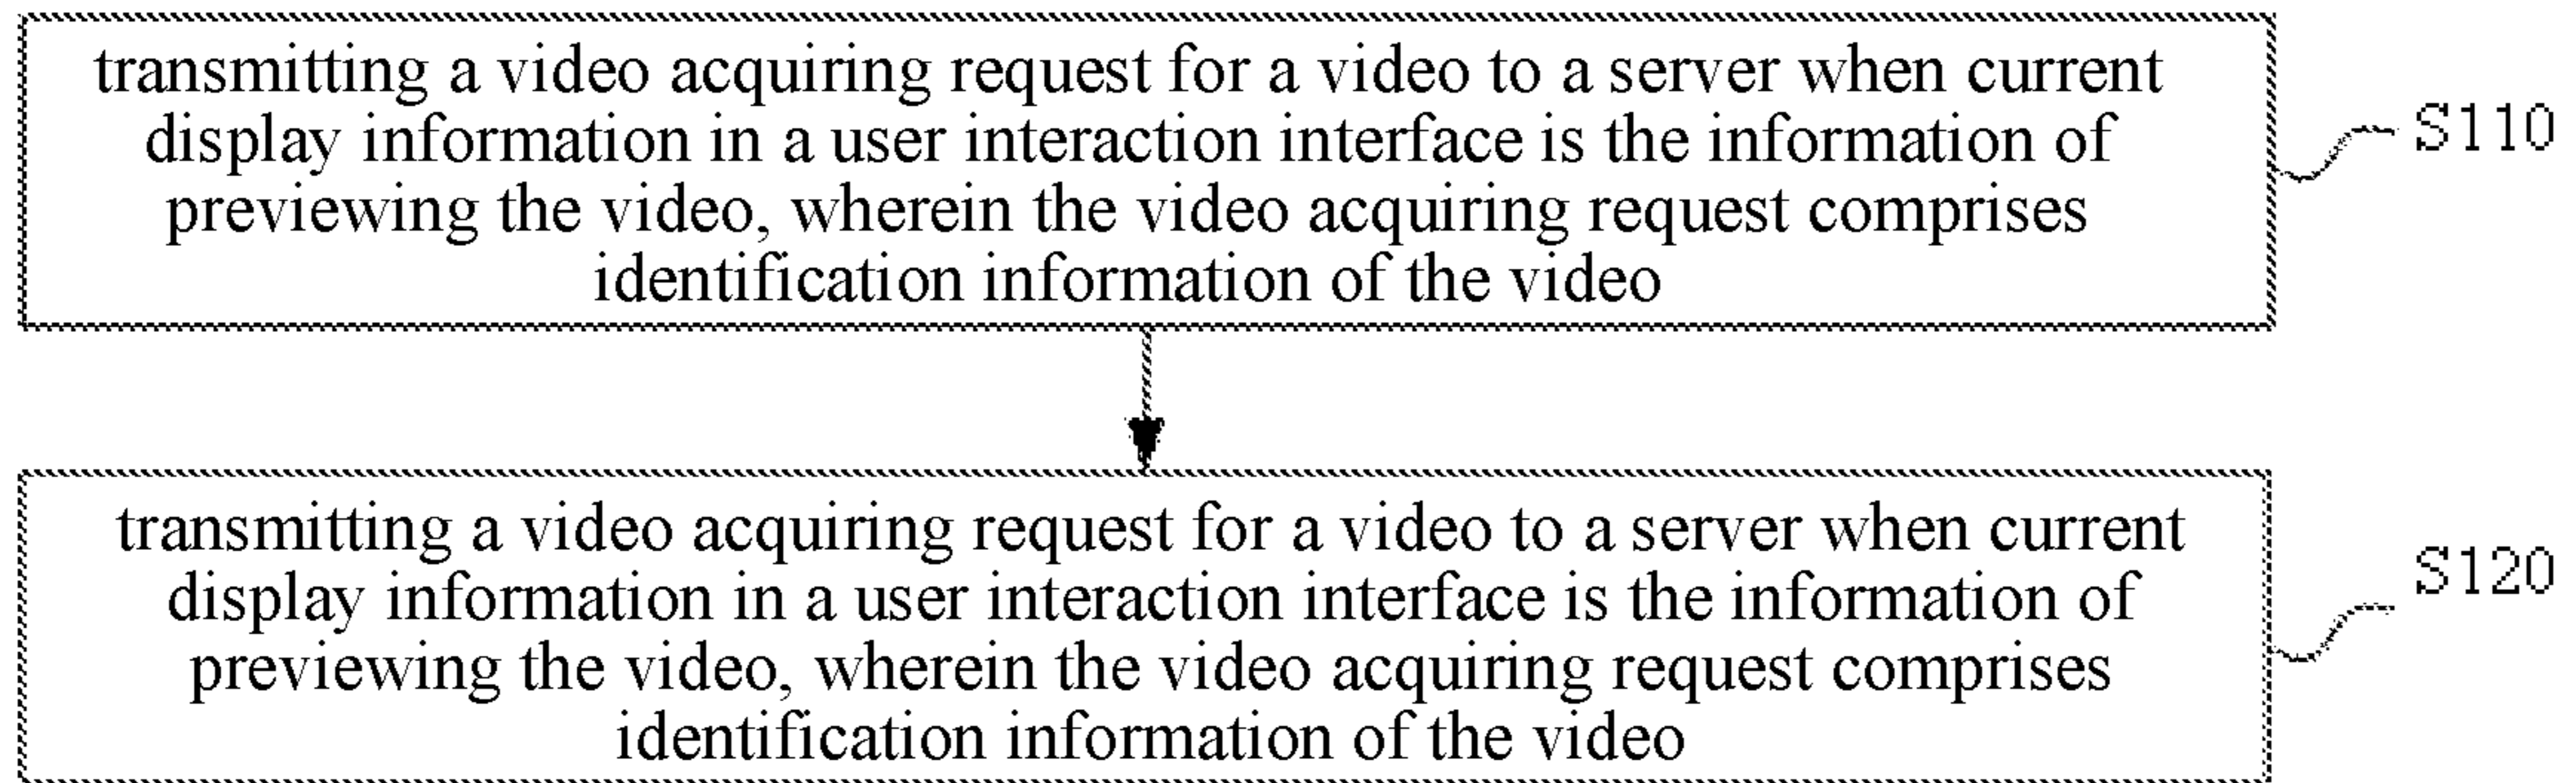 transmitting a video acquiring request for a video to a server when current
display information in a user interaction interface is the information of
previewing the video, wherein the video acquiring request comprises
identification information of the video
S110
transmitting a video acquiring request for a video to a server when current
display information in a user interaction interface is the information of
previewing the video, wherein the video acquiring request comprises
identification information of the video
S120